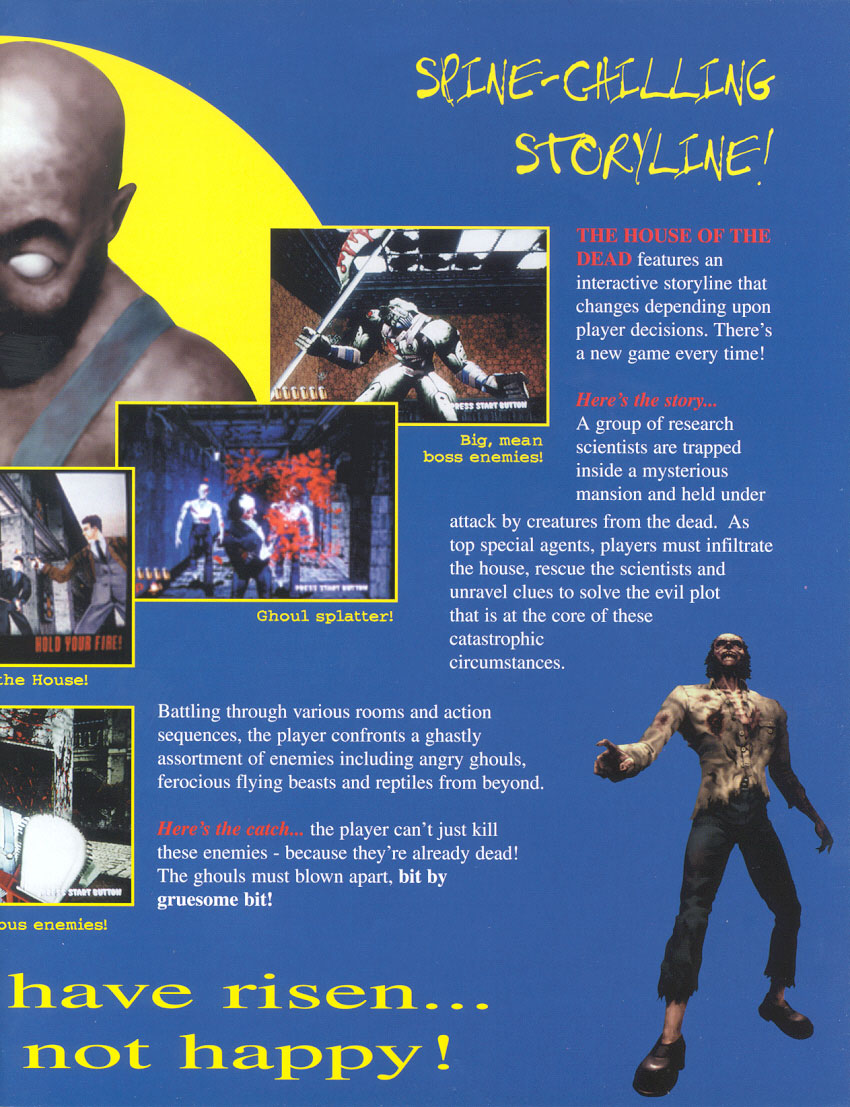 SPINE-CHILLING
STORYLINE!
THE HOUSE OF THE
DEAD features an
interactive storyline that
changes depending upon
player decisions. There's
a new game every time!
PRESS START BUTTON
Big, mean
boss enemies!
Here's the story...
A group of research
scientists are trapped
inside a mysterious
mansion and held under
attack by creatures from the dead. As
top special agents, players must infiltrate
the house, rescue the scientists and
unravel clues to solve the evil plot
that is at the core of these
catastrophic
circumstances.
PRESS START BUTTON
Ghoul splatter!
HOLD YOUR FIRE!
the House!
Battling through various rooms and action
sequences, the player confronts a ghastly
assortment of enemies including angry ghouls,
ferocious flying beasts and reptiles from beyond.
Here's the catch... the player can't just kill
these enemies - because they're already dead!
The ghouls must blown apart, bit by
gruesome bit!
START BUTTON
ous enemies!
have risen...
not happy!